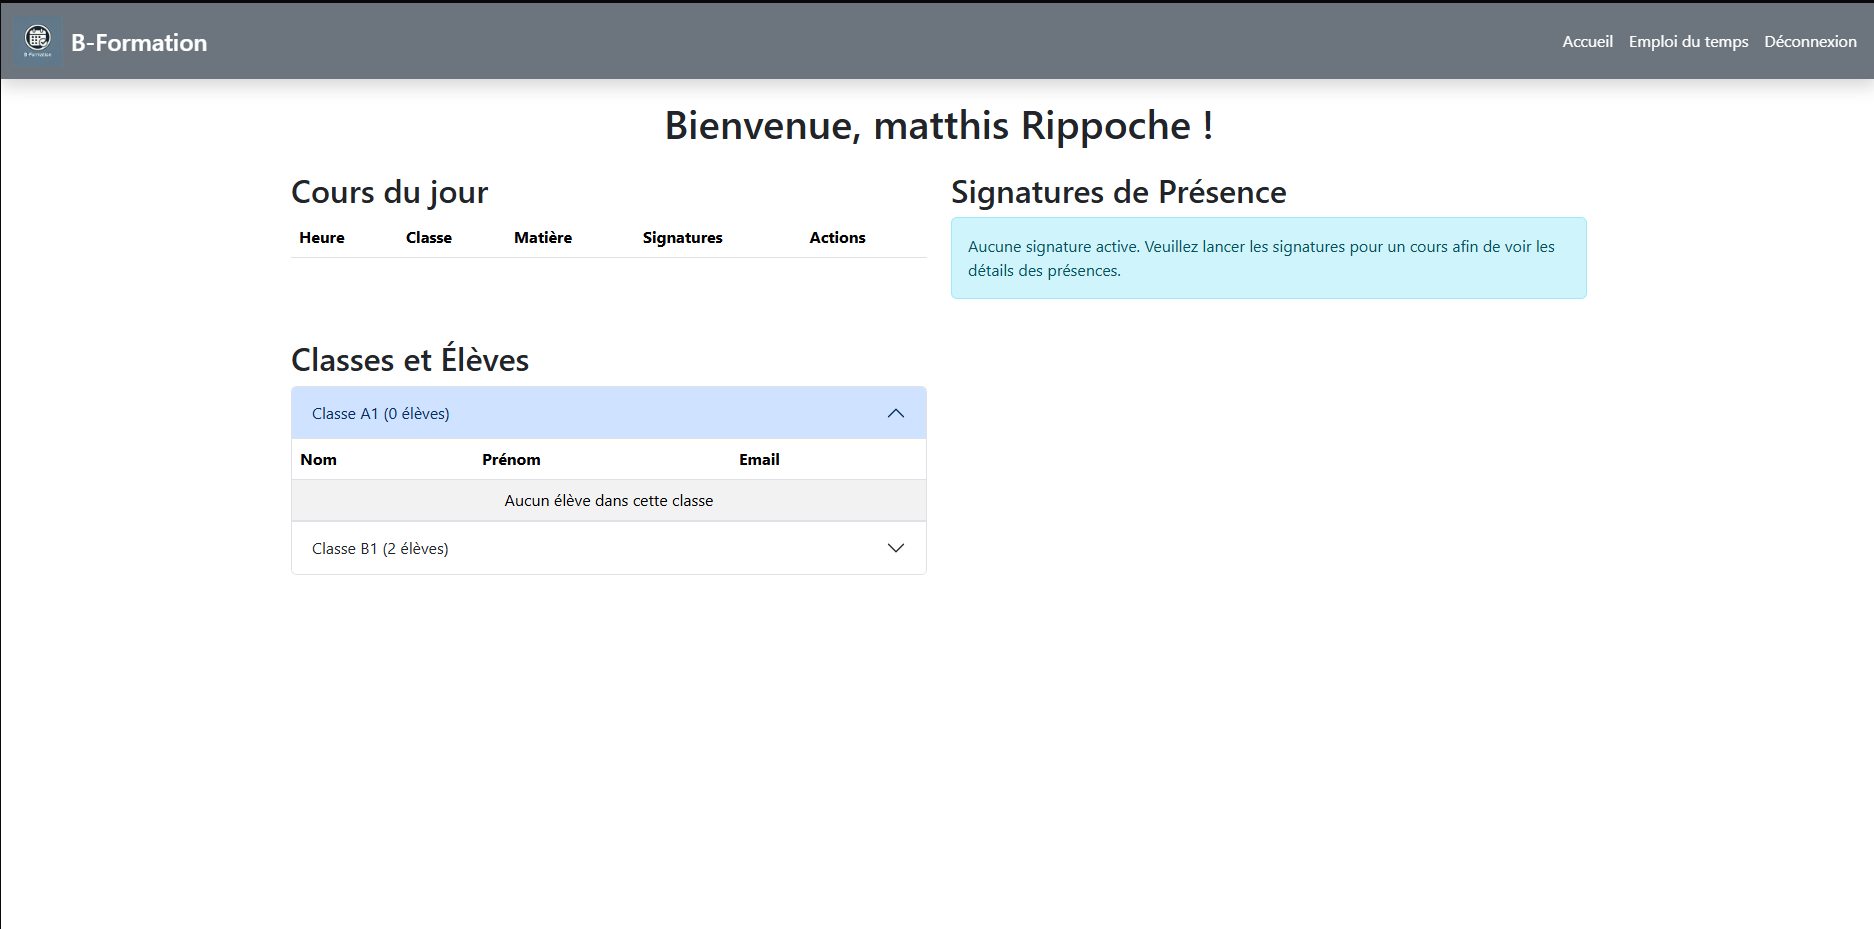 B-Formation
B-Formation
Accueil
Emploi du temps
Déconnexion
Bienvenue, matthis Rippoche !
Cours du jour
Heure Classe Matière Signatures Actions
Signatures de Présence
Aucune signature active. Veuillez lancer les signatures pour un cours afin de voir les
détails des présences.
Classes et Élèves
Classe A1 (0 élèves)
Nom Prénom Email
Aucun élève dans cette classe
Classe B1 (2 élèves)